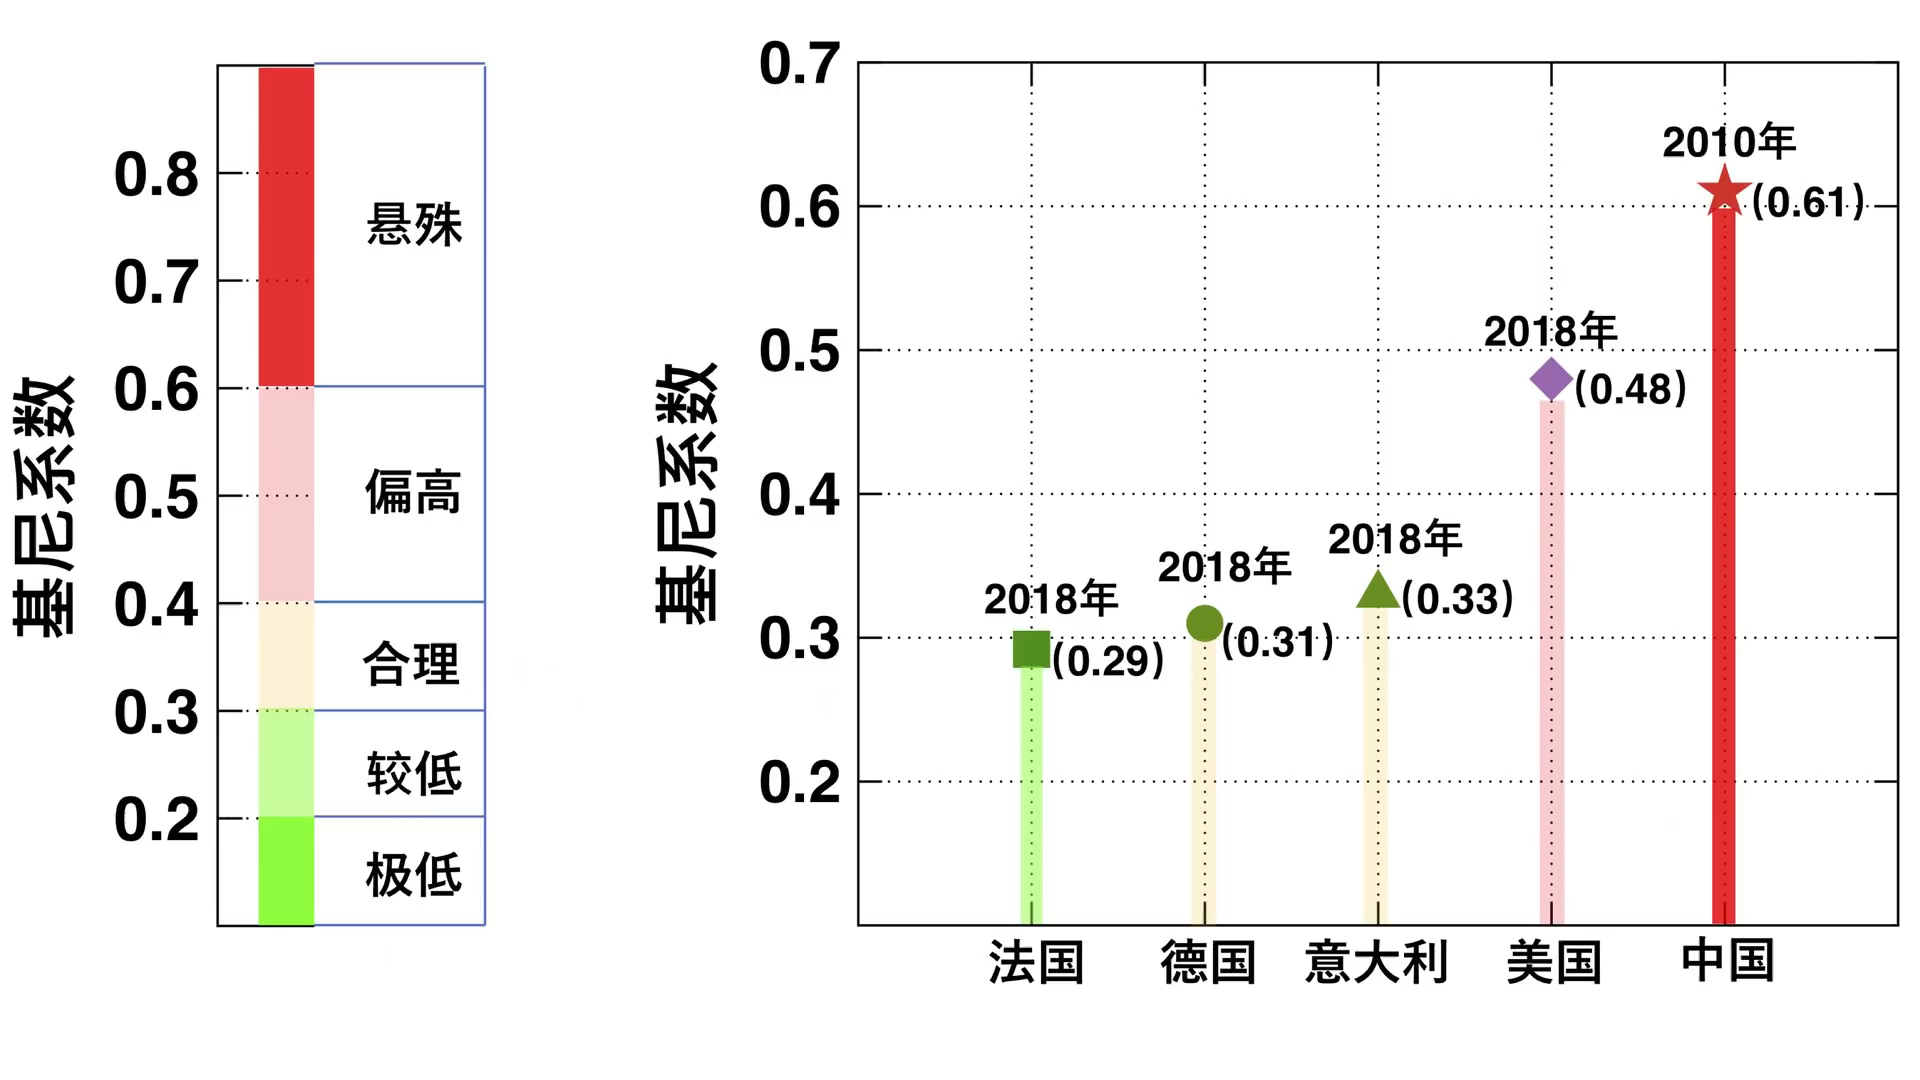 基尼系数
0.8
0.7
0.6
0.5
0.4
0.3
0.2
悬殊
偏高
合理
较低
极低
基尼系数
0.7
0.6
0.5
0.4
0.3
0.2
2018年
(0.29)
2018年
(0.31)
2018年
(0.33)
2018年
(0.48)
2010年
(0.61)
法国
德国
意大利
美国
中国